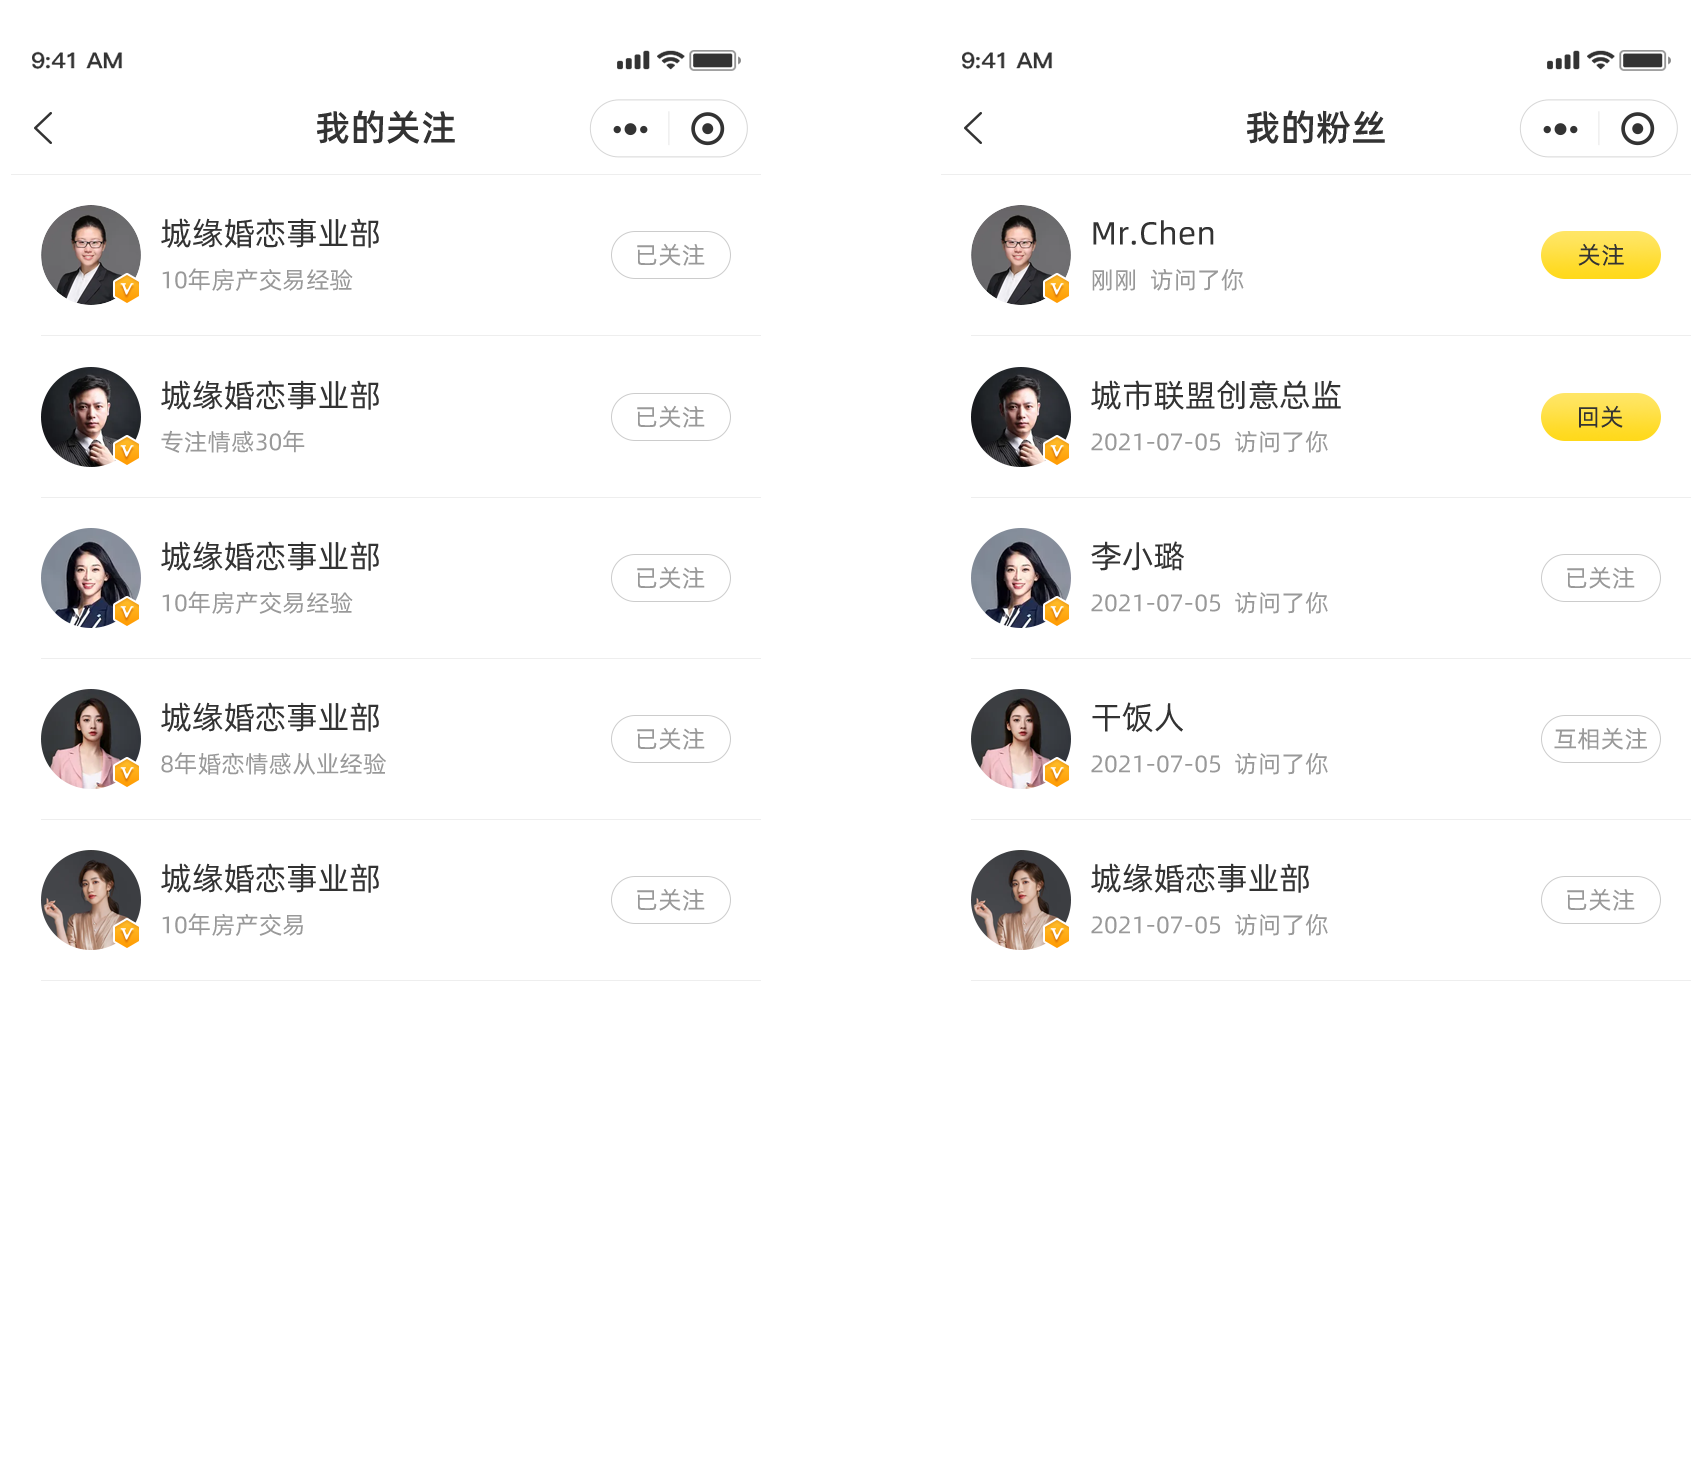 9:41 AM
我的关注
城缘婚恋事业部
10年房产交易经验
已关注
城缘婚恋事业部
专注情感30年
已关注
城缘婚恋事业部
10年房产交易经验
已关注
城缘婚恋事业部
8年婚恋情感从业经验
已关注
城缘婚恋事业部
10年房产交易
已关注
9:41 AM
我的粉丝
Mr.Chen
刚刚 访问了你
关注
城市联盟创意总监
2021-07-05 访问了你
回关
李小璐
2021-07-05 访问了你
已关注
干饭人
2021-07-05 访问了你
互相关注
城缘婚恋事业部
2021-07-05 访问了你
已关注